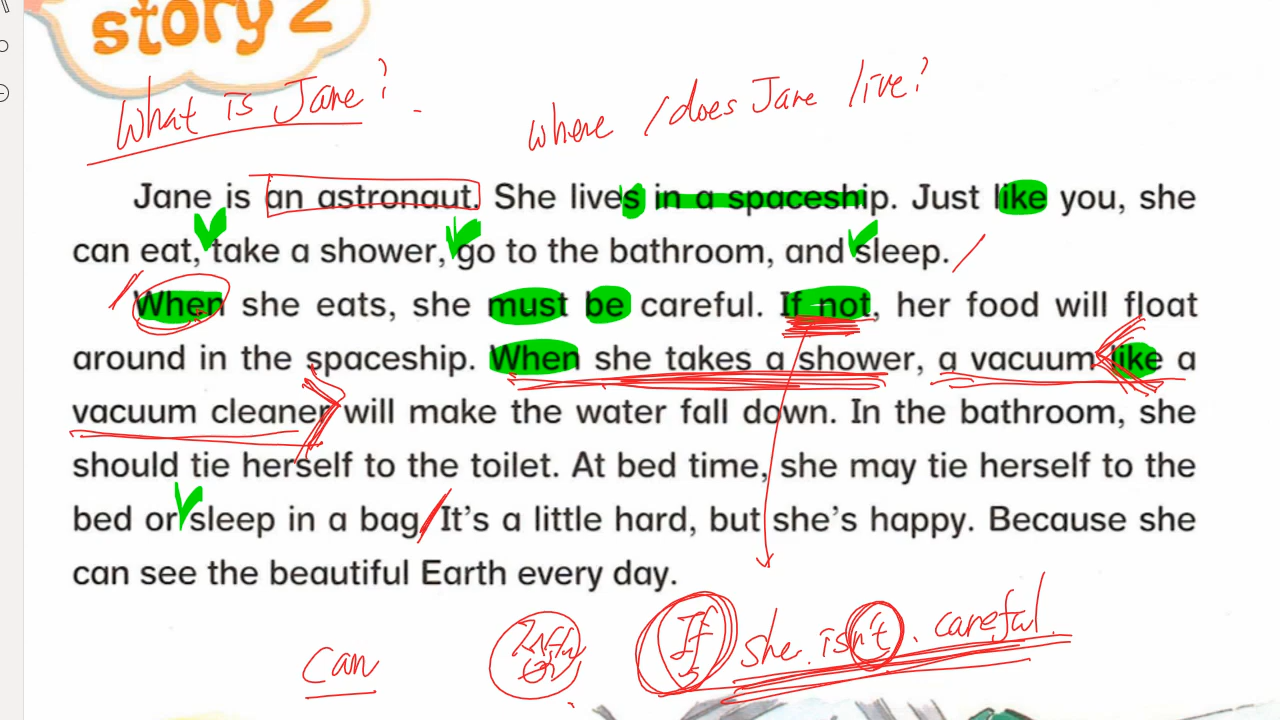 story 2
What is Jane?
where / does Jane live?
Jane is an astronaut. She lives in a spaceship. Just like you, she
can eat, take a shower, go to the bathroom, and sleep.
When she eats, she must be careful. If not, her food will float
around in the spaceship. When she takes a shower, a vacuum like a
vacuum cleaner will make the water fall down. In the bathroom, she
should tie herself to the toilet. At bed time, she may tie herself to the
bed or sleep in a bag. It's a little hard, but she's happy. Because she
can see the beautiful Earth every day.
can
If she isn't careful.